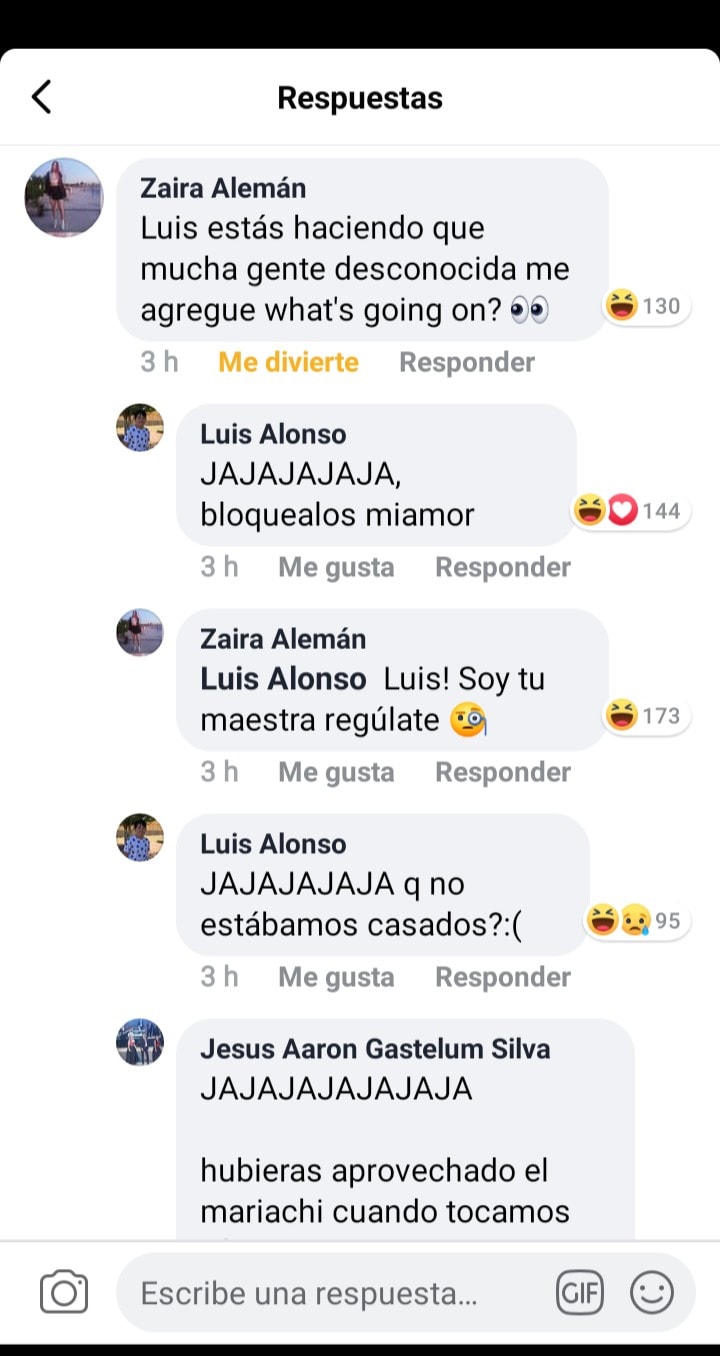 Respuestas
Zaira Alemán
Luis estás haciendo que
mucha gente desconocida me
agregue what's going on? 👀
130
3 h Me divierte Responder
Luis Alonso
JAJAJAJAJA,
bloquealos miamor
144
3 h Me gusta Responder
Zaira Alemán
Luis Alonso Luis! Soy tu
maestra regúlate 🧐
173
3 h Me gusta Responder
Luis Alonso
JAJAJAJAJA q no
estábamos casados?:(
95
3 h Me gusta Responder
Jesus Aaron Gastelum Silva
JAJAJAJAJAJAJA
hubieras aprovechado el
mariachi cuando tocamos
Escribe una respuesta... GIF